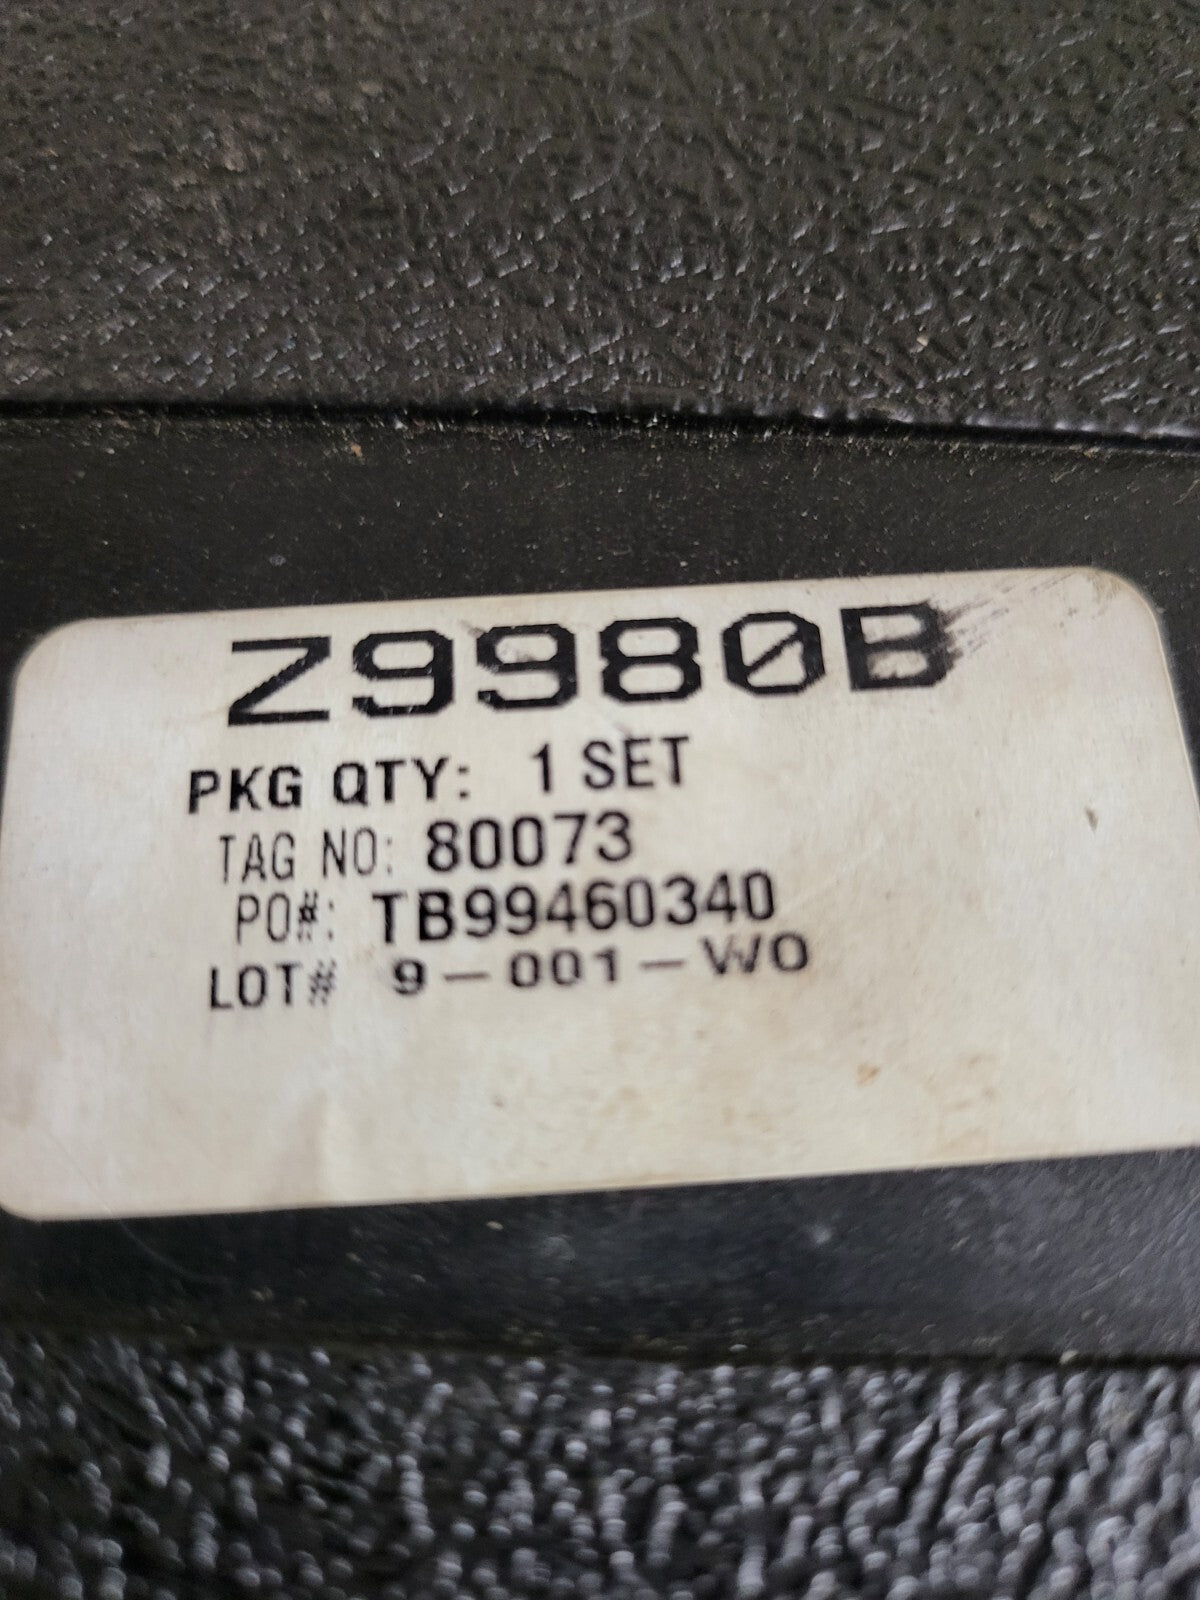 Z9980B
PKG QTY: 1 SET
TAG NO: 80073
PO#: TB99460340
LOT# 9-001-WO